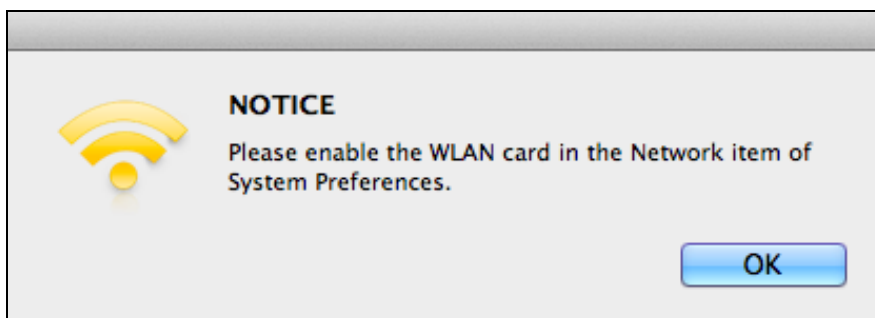 NOTICE
Please enable the WLAN card in the Network item of
System Preferences.
OK